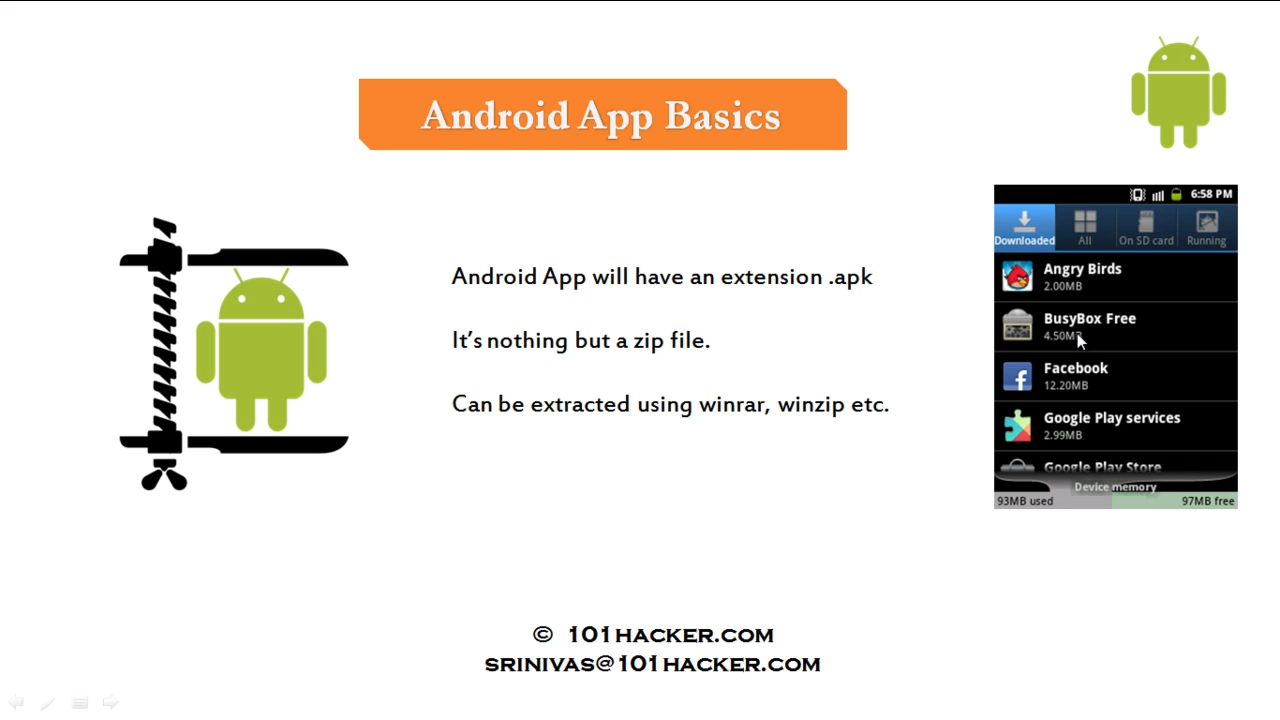 Android App Basics
Android App will have an extension .apk
It's nothing but a zip file.
Can be extracted using winrar, winzip etc.
6:58 PM
Downloaded All On SD card Running
Angry Birds
2.00MB
BusyBox Free
4.50MB
Facebook
12.20MB
Google Play services
2.99MB
Google Play Store
Device memory
93MB used 97MB free
© 101HACKER.COM
SRINIVAS@101HACKER.COM